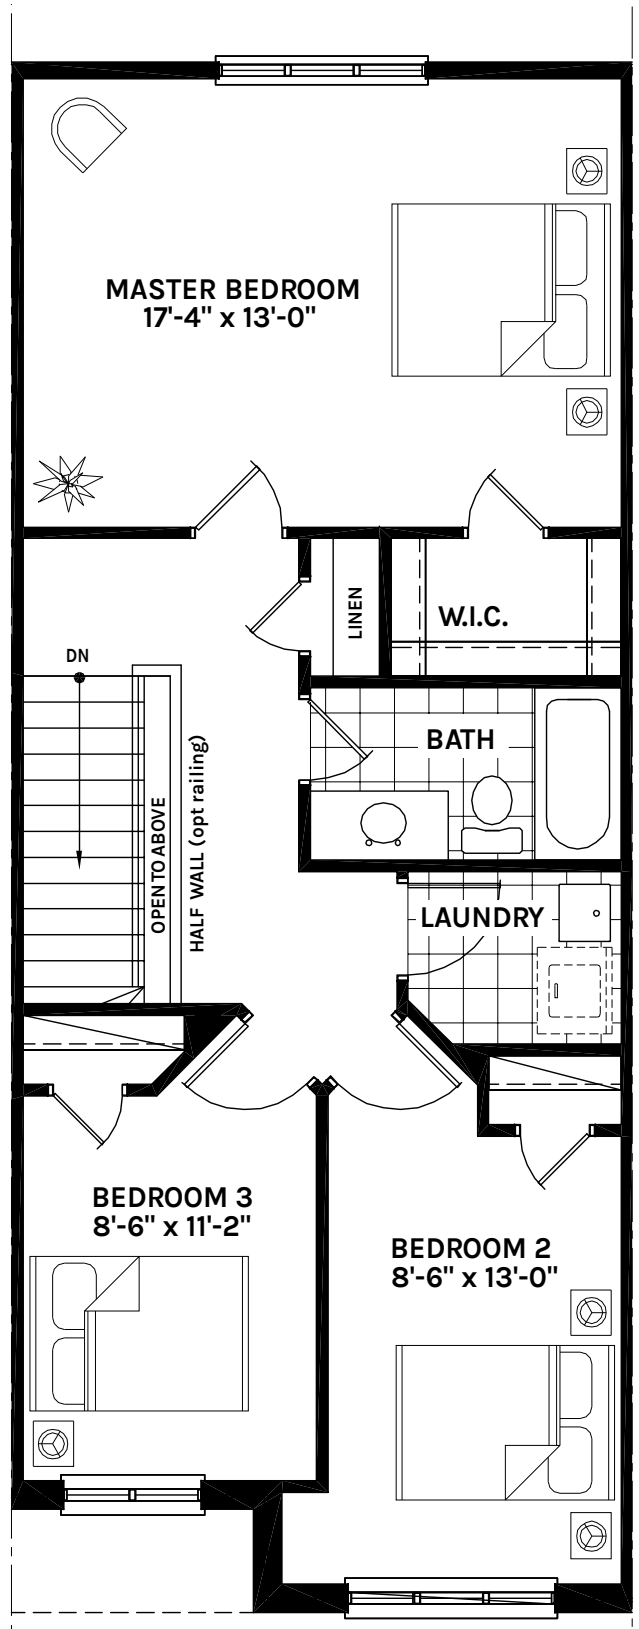 MASTER BEDROOM
17'-4" x 13'-0"
LINEN
W.I.C.
DN
BATH
OPEN TO ABOVE
HALF WALL (opt railing)
LAUNDRY
BEDROOM 3
8'-6" x 11'-2"
BEDROOM 2
8'-6" x 13'-0"